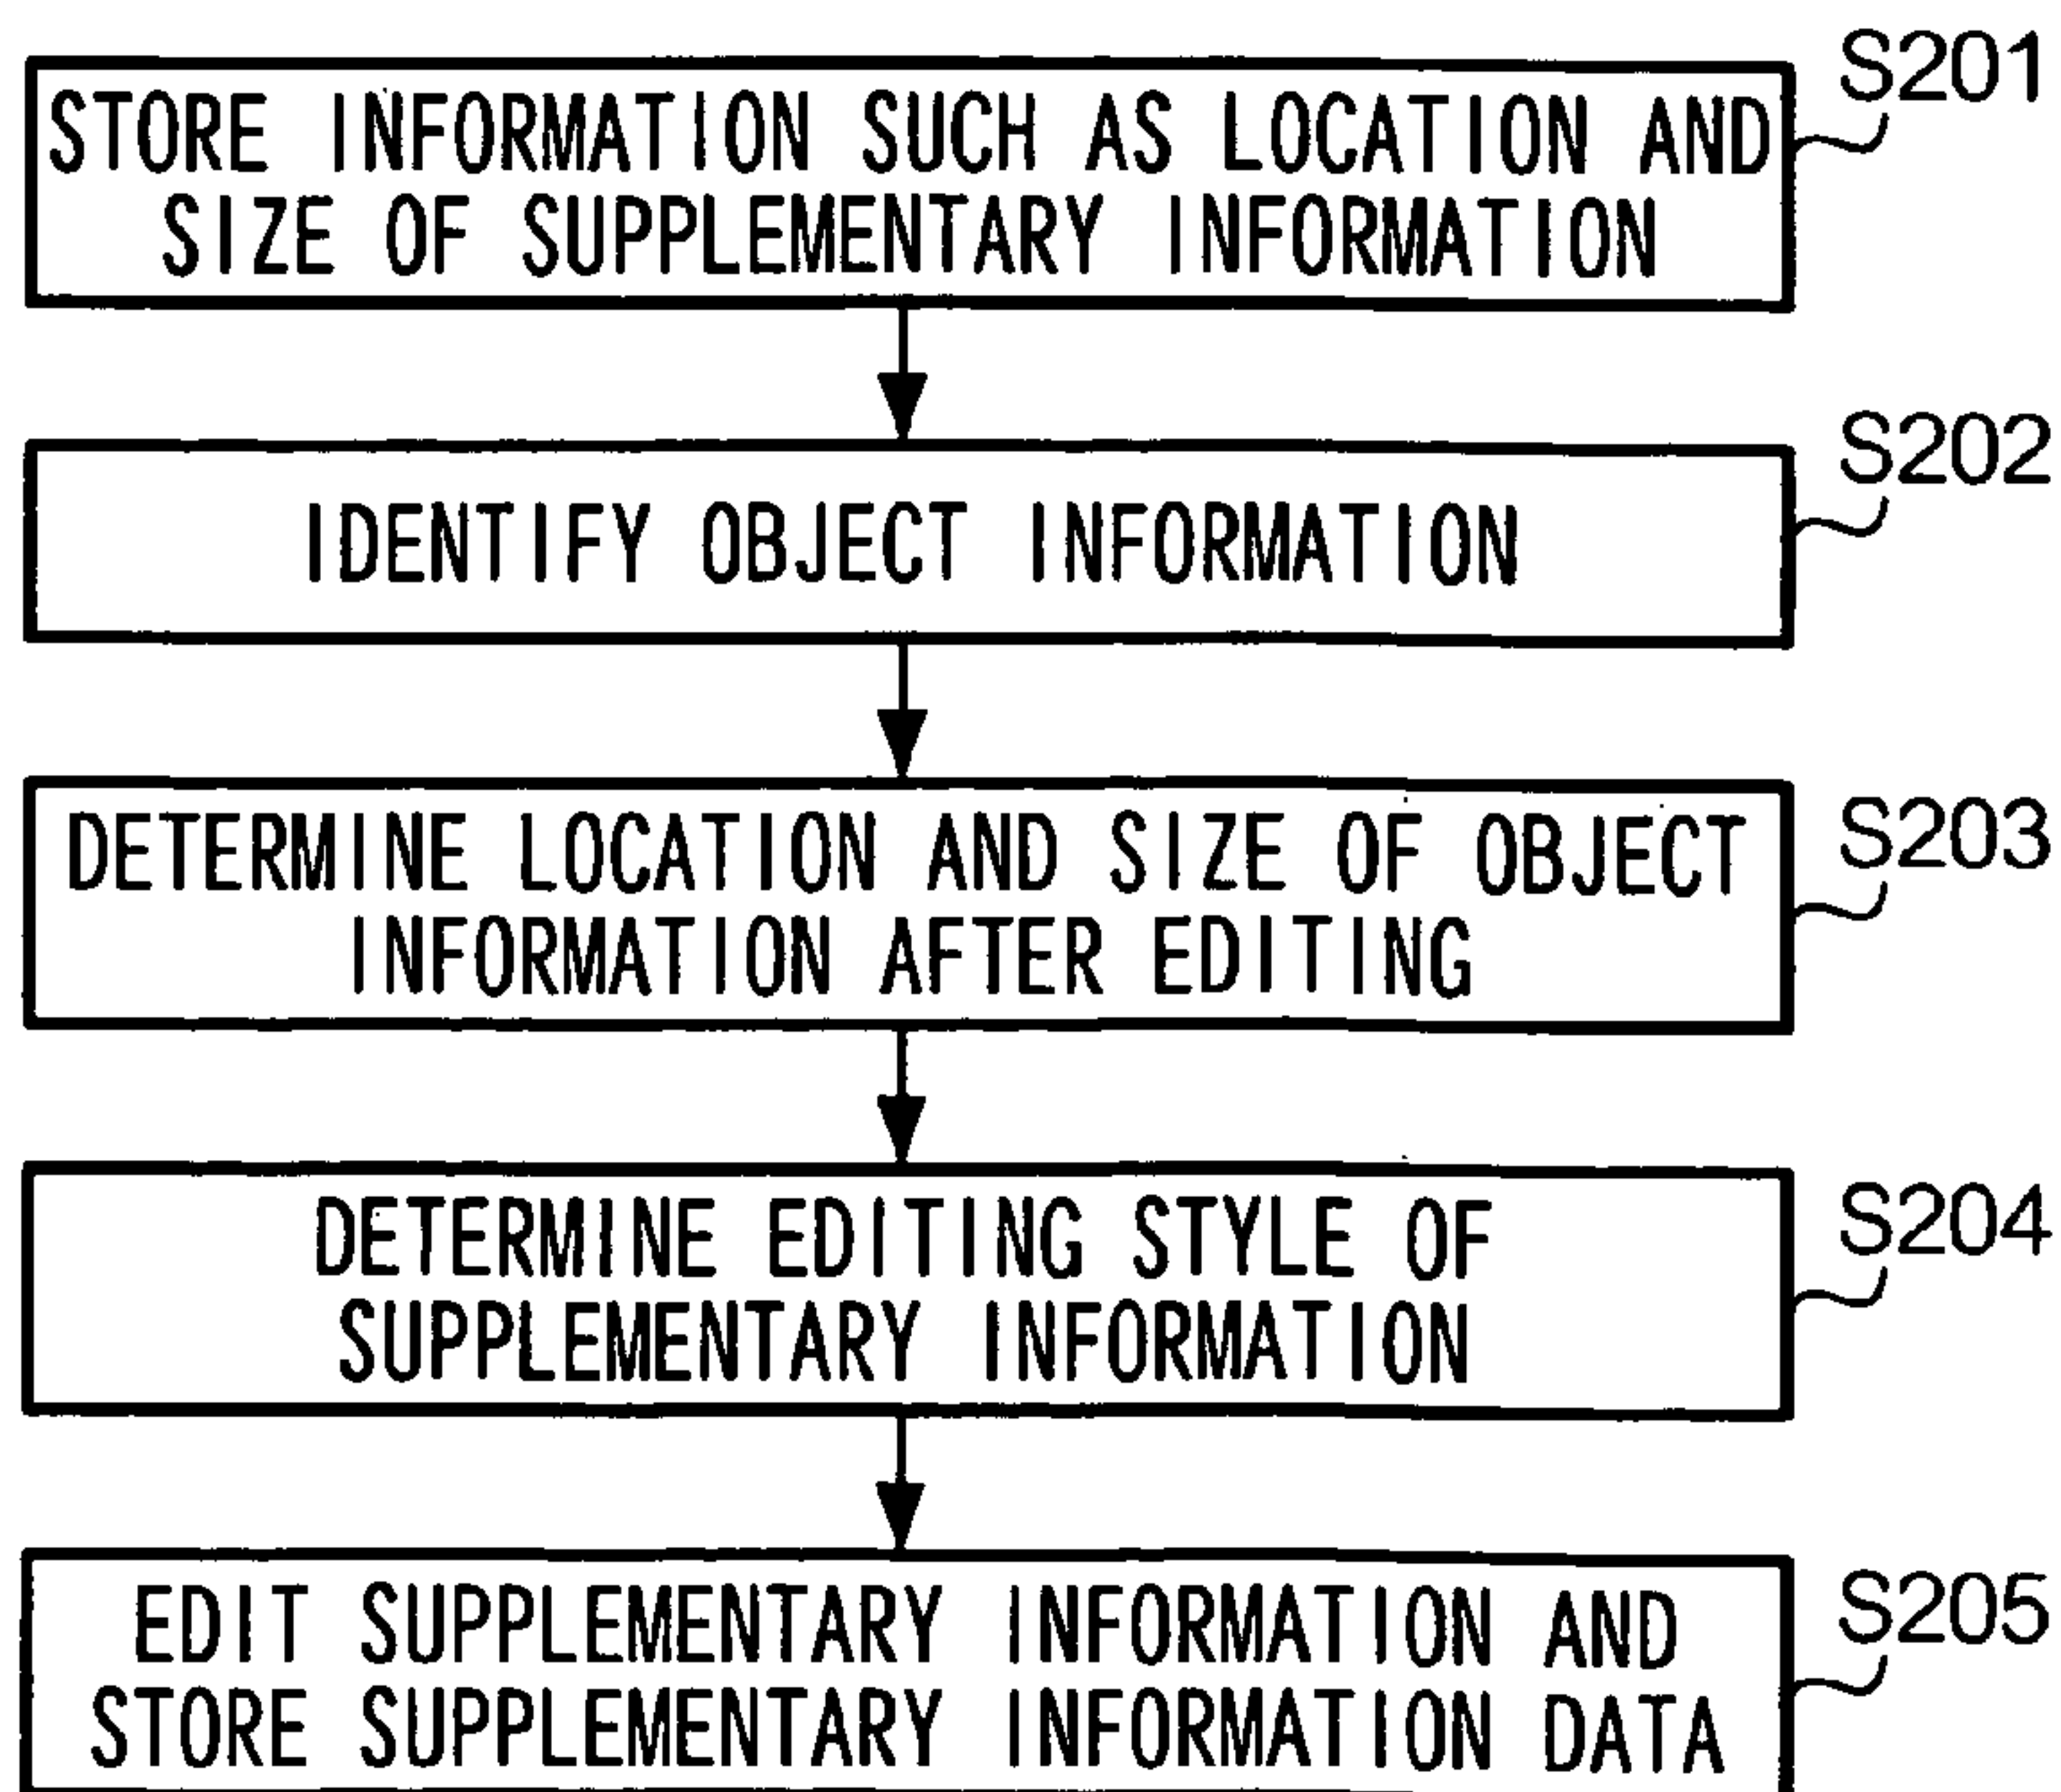 S201
STORE INFORMATION SUCH AS LOCATION AND
SIZE OF SUPPLEMENTARY INFORMATION
S202
IDENTIFY OBJECT INFORMATION
S203
DETERMINE LOCATION AND SIZE OF OBJECT
INFORMATION AFTER EDITING
S204
DETERMINE EDITING STYLE OF
SUPPLEMENTARY INFORMATION
S205
EDIT SUPPLEMENTARY INFORMATION AND
STORE SUPPLEMENTARY INFORMATION DATA